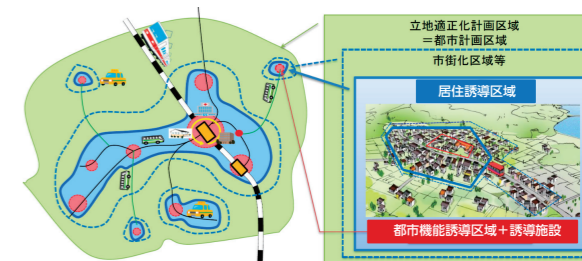 立地適正化計画区域
＝都市計画区域
市街化区域等
居住誘導区域
都市機能誘導区域＋誘導施設